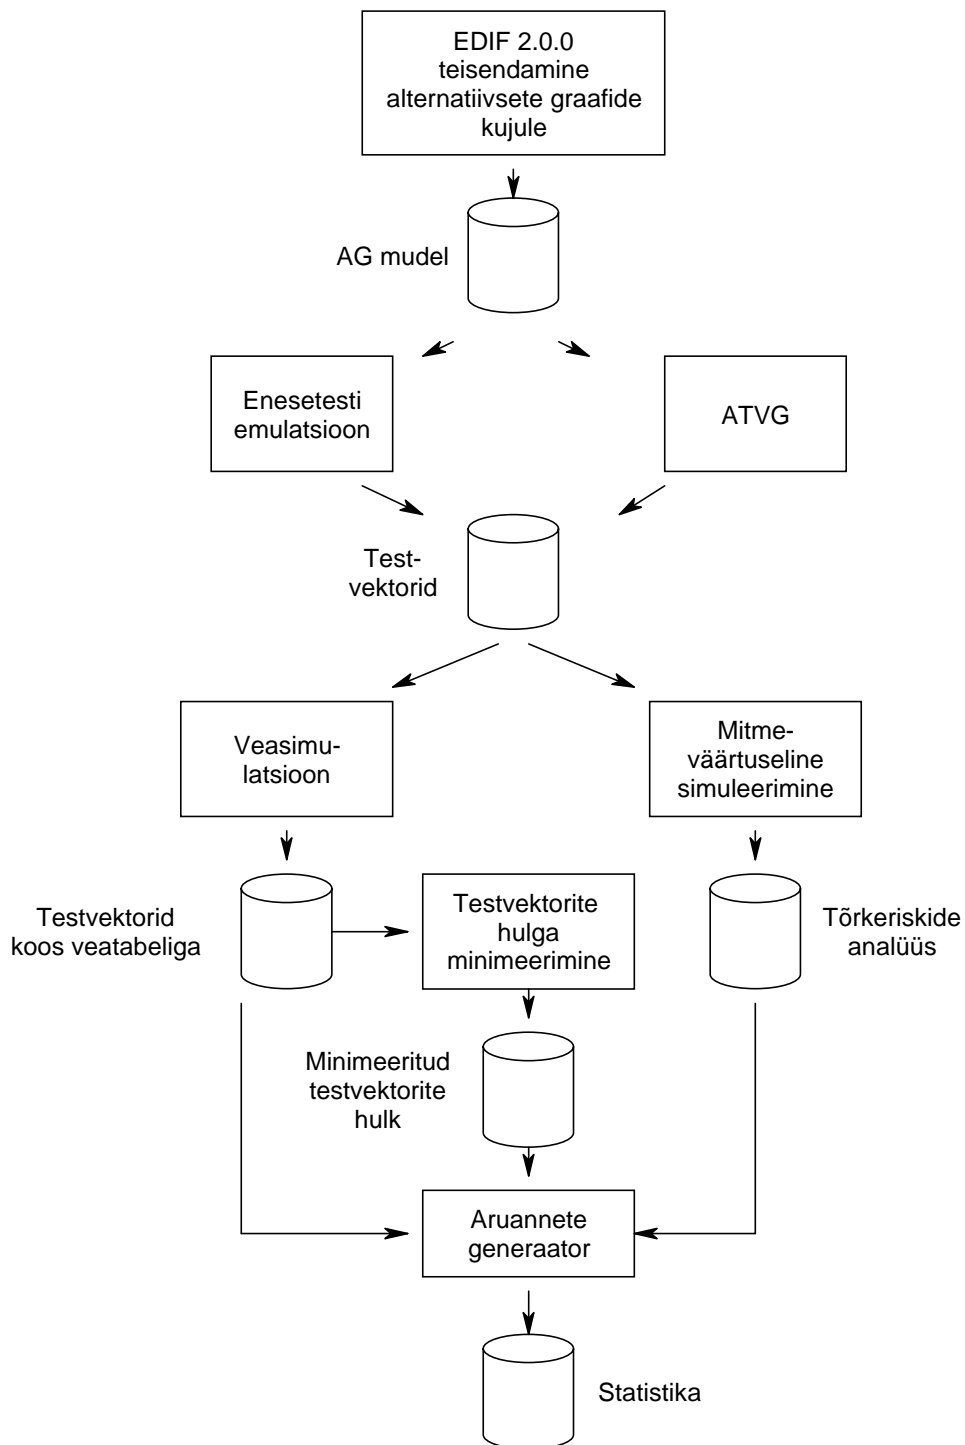 EDIF 2.0.0
teisendamine
alternatiivsete graafide
kujule
AG mudel
Enesetesti
emulatsioon
ATVG
Test-
vektorid
Veasimu-
latsioon
Mitme-
väärtuseline
simuleerimine
Testvektorid
koos veatabeliga
Testvektorite
hulga
minimeerimine
Tõrkeriskide
analüüs
Minimeeritud
testvektorite
hulk
Aruannete
generaator
Statistika